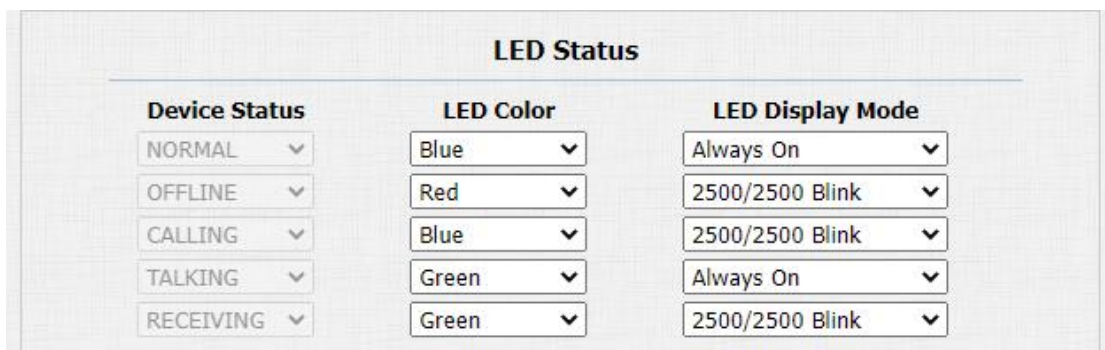 LED Status
Device Status LED Color LED Display Mode
NORMAL Blue Always On
OFFLINE Red 2500/2500 Blink
CALLING Blue 2500/2500 Blink
TALKING Green Always On
RECEIVING Green 2500/2500 Blink